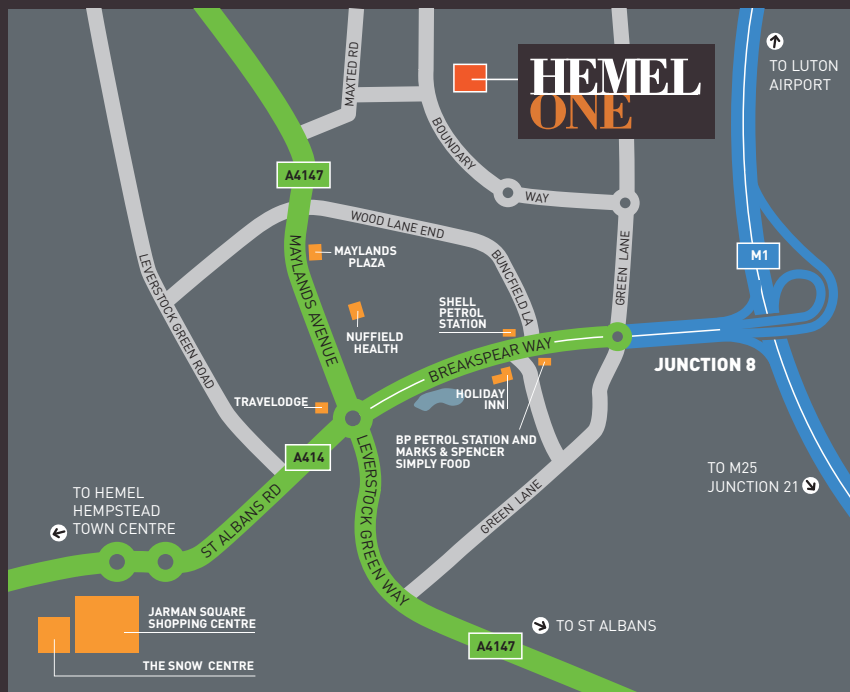 HEMEL
ONE
TO LUTON
AIRPORT
MAXTED RD
BOUNDARY
WAY
A4147
WOOD LANE END
MAYLANDS
PLAZA
MAYLANDS AVENUE
LEVERSTOCK GREEN ROAD
BUNCFIELD LA
GREEN LANE
M1
NUFFIELD
HEALTH
SHELL
PETROL
STATION
BREAKSPEAR WAY
JUNCTION 8
TRAVELODGE
HOLIDAY
INN
BP PETROL STATION AND
MARKS & SPENCER
SIMPLY FOOD
A414
LEVERSTOCK GREEN WAY
TO M25
JUNCTION 21
TO HEMEL
HEMPSTEAD
TOWN CENTRE
ST ALBANS RD
GREEN LANE
JARMAN SQUARE
SHOPPING CENTRE
THE SNOW CENTRE
TO ST ALBANS
A4147